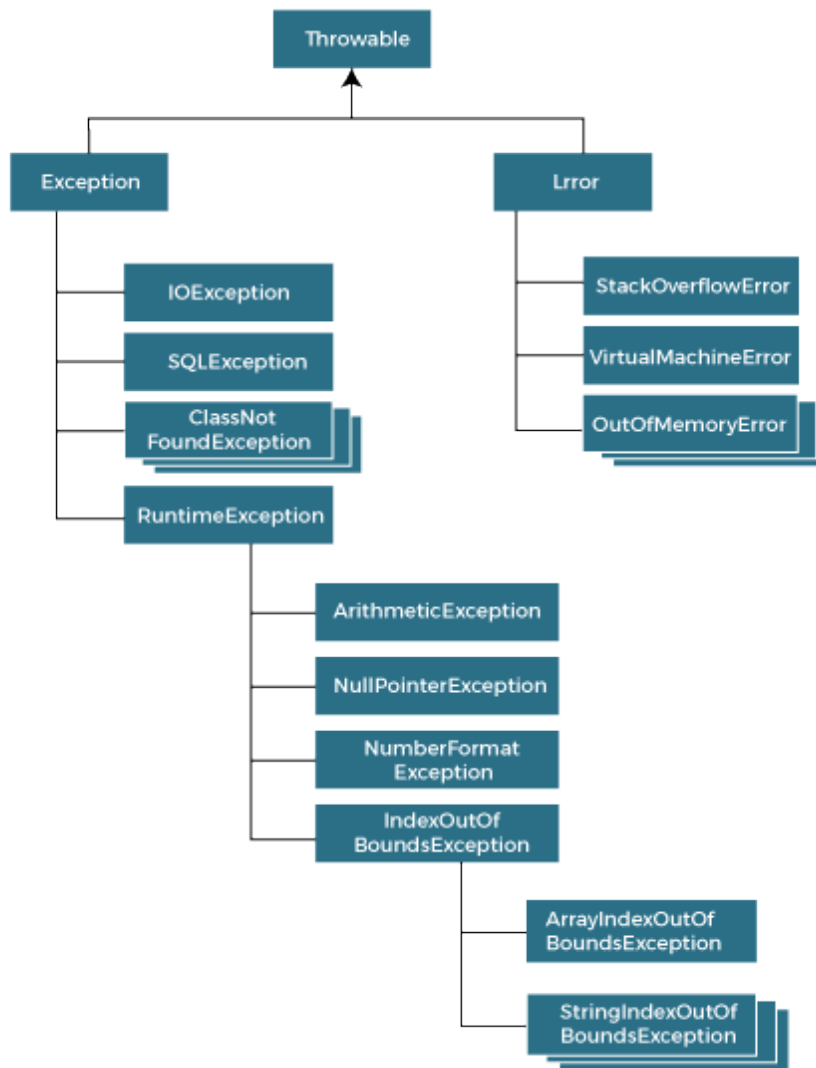 Throwable
Exception
Lrror
IOException
SQLException
ClassNot
FoundException
RuntimeException
StackOverflowError
VirtualMachineError
OutOfMemoryError
ArithmeticException
NullPointerException
NumberFormat
Exception
IndexOutOf
BoundsException
ArrayIndexOutOf
BoundsException
StringIndexOutOf
BoundsException